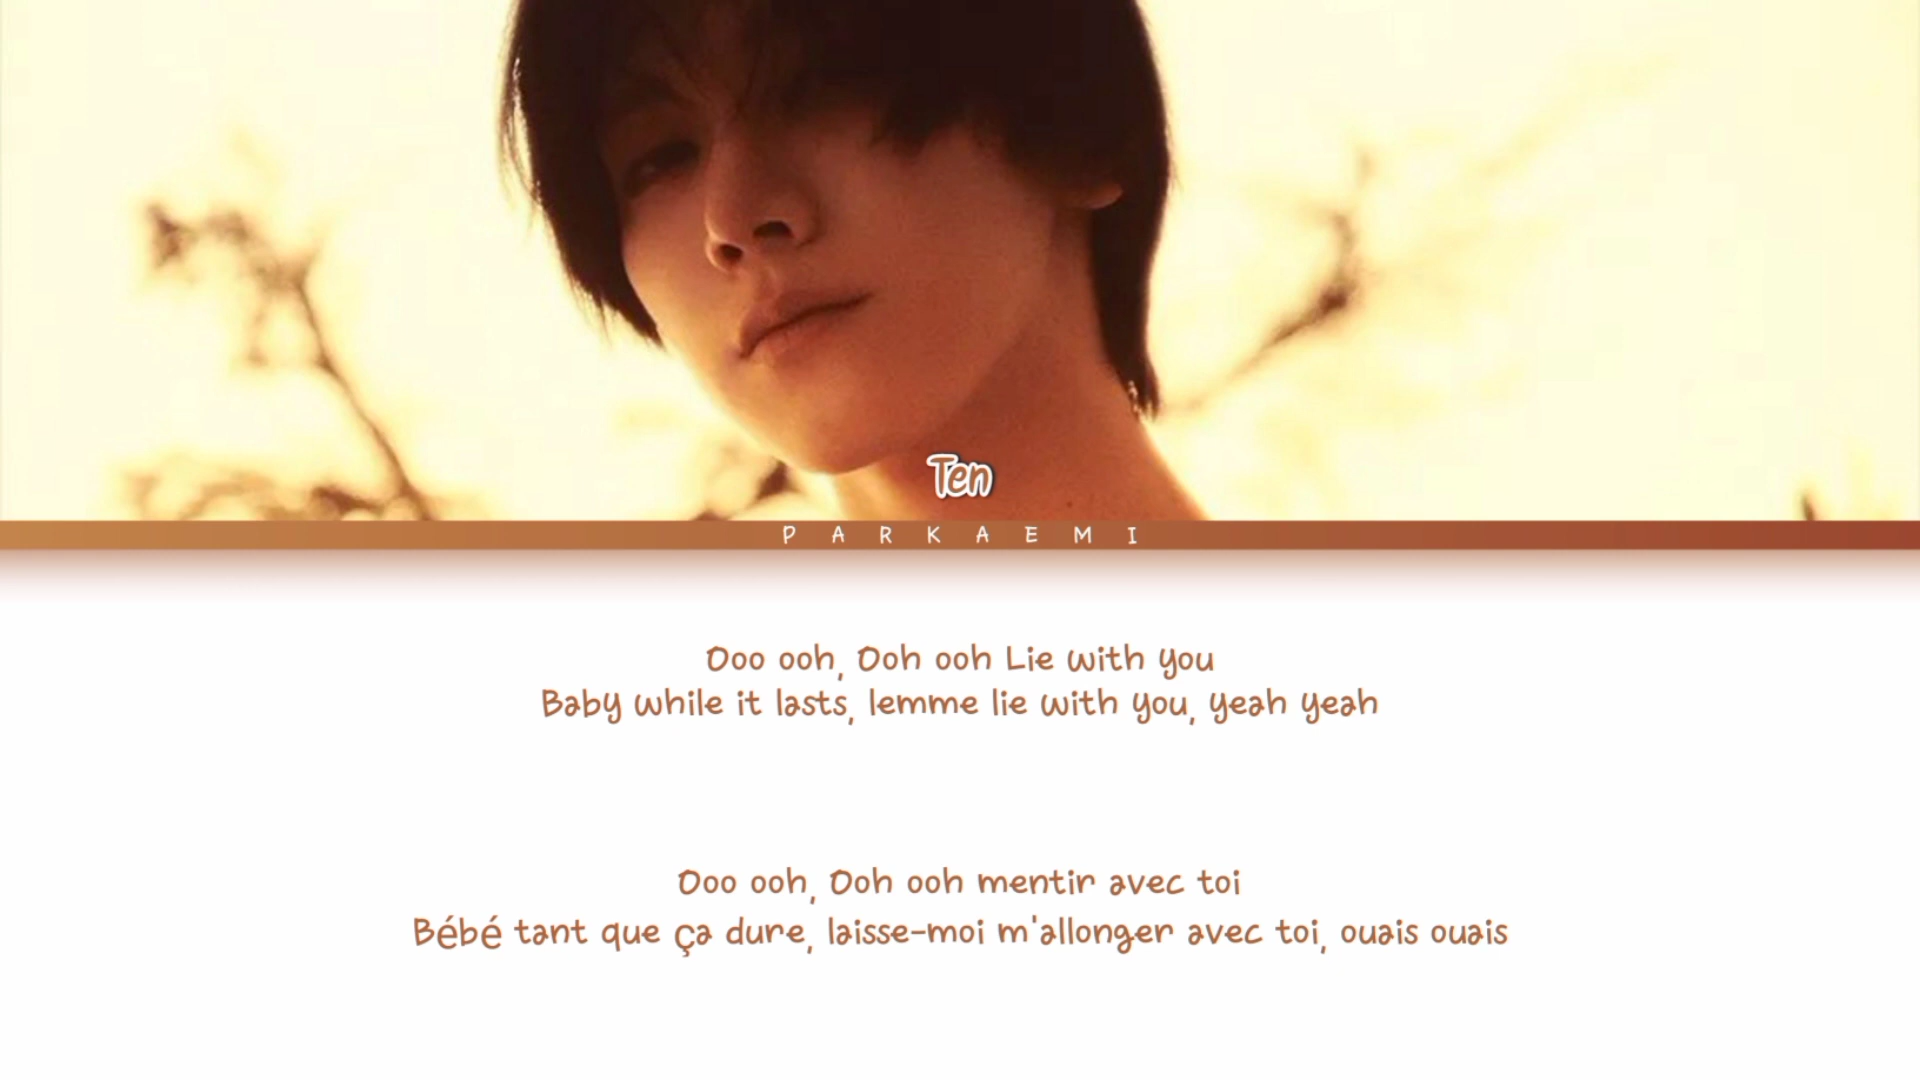 Ten
PARKAEMI
Ooo ooh, Ooh ooh Lie with you
Baby while it lasts, lemme lie with you, yeah yeah
Ooo ooh, Ooh ooh mentir avec toi
Bébé tant que ça dure, laisse-moi m'allonger avec toi, ouais ouais